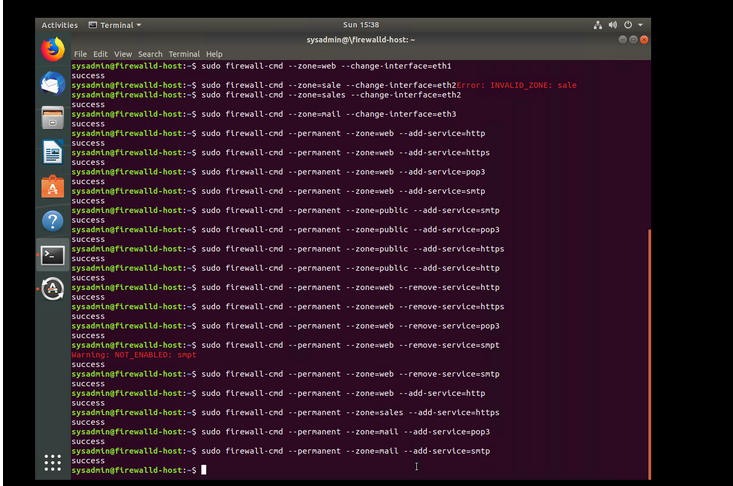 Activities Terminal Sun 15:38
sysadmin@\firewalld-host: ~
File Edit View Search Terminal Help
sysadmin@firewalld-host:~$ sudo firewall-cmd --zone=web --change-interface=eth1
success
sysadmin@firewalld-host:~$ sudo firewall-cmd --zone=sale --change-interface=eth2Error: INVALID_ZONE: sale
sysadmin@firewalld-host:~$ sudo firewall-cmd --zone=sales --change-interface=eth2
success
sysadmin@firewalld-host:~$ sudo firewall-cmd --zone=mail --change-interface=eth3
success
sysadmin@firewalld-host:~$ sudo firewall-cmd --permanent --zone=web --add-service=http
success
sysadmin@firewalld-host:~$ sudo firewall-cmd --permanent --zone=web --add-service=https
success
sysadmin@firewalld-host:~$ sudo firewall-cmd --permanent --zone=web --add-service=pop3
success
sysadmin@firewalld-host:~$ sudo firewall-cmd --permanent --zone=web --add-service=smtp
success
sysadmin@firewalld-host:~$ sudo firewall-cmd --permanent --zone=public --add-service=smtp
success
sysadmin@firewalld-host:~$ sudo firewall-cmd --permanent --zone=public --add-service=pop3
success
sysadmin@firewalld-host:~$ sudo firewall-cmd --permanent --zone=public --add-service=https
success
sysadmin@firewalld-host:~$ sudo firewall-cmd --permanent --zone=public --add-service=http
success
sysadmin@firewalld-host:~$ sudo firewall-cmd --permanent --zone=web --remove-service=http
success
sysadmin@firewalld-host:~$ sudo firewall-cmd --permanent --zone=web --remove-service=https
success
sysadmin@firewalld-host:~$ sudo firewall-cmd --permanent --zone=web --remove-service=pop3
success
sysadmin@firewalld-host:~$ sudo firewall-cmd --permanent --zone=web --remove-service=smpt
Warning: NOT_ENABLED: smpt
success
sysadmin@firewalld-host:~$ sudo firewall-cmd --permanent --zone=web --remove-service=smtp
success
sysadmin@firewalld-host:~$ sudo firewall-cmd --permanent --zone=web --add-service=http
success
sysadmin@firewalld-host:~$ sudo firewall-cmd --permanent --zone=sales --add-service=https
success
sysadmin@firewalld-host:~$ sudo firewall-cmd --permanent --zone=mail --add-service=pop3
success
sysadmin@firewalld-host:~$ sudo firewall-cmd --permanent --zone=mail --add-service=smtp
success
sysadmin@firewalld-host:~$